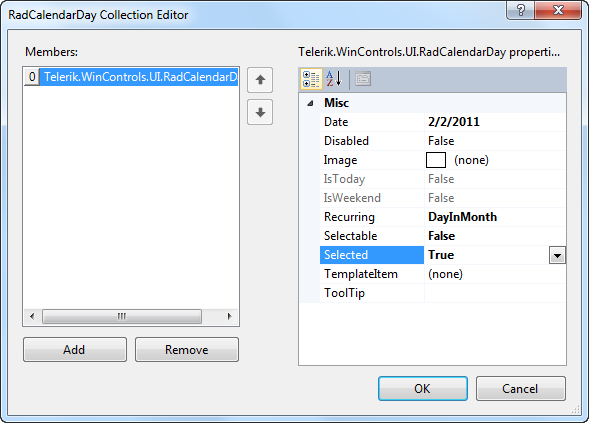 RadCalendarDay Collection Editor
?
Members:
0 Telerik.WinControls.UI.RadCalendarD
Add
Remove
Telerik.WinControls.UI.RadCalendarDay properti...
A
Z
Misc
Date 2/2/2011
Disabled False
Image (none)
IsToday False
IsWeekend False
Recurring DayInMonth
Selectable False
Selected True
TemplateItem (none)
ToolTip
OK
Cancel